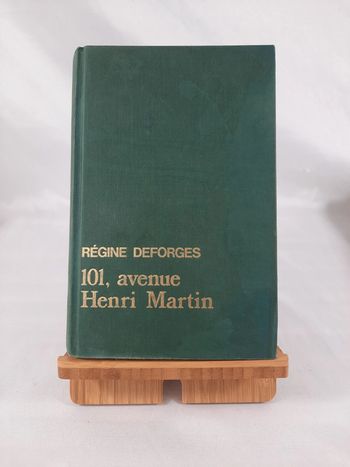 RÉGINE DEFORGES
101, avenue
Henri Martin